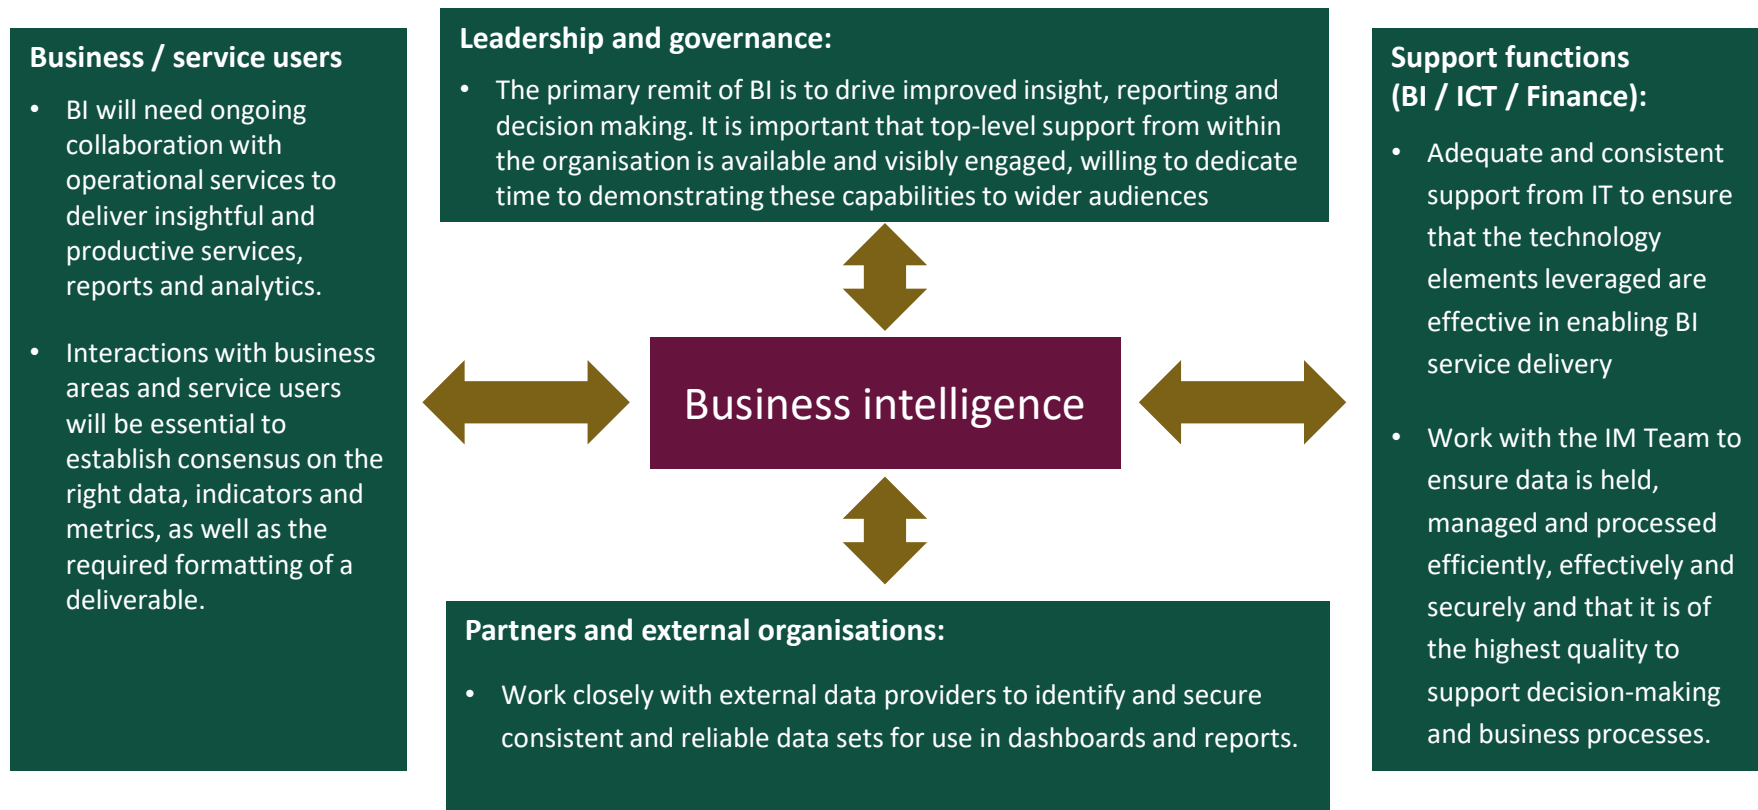 Business / service users
• BI will need ongoing
collaboration with
operational services to
deliver insightful and
productive services,
reports and analytics.
• Interactions with business
areas and service users
will be essential to
establish consensus on the
right data, indicators and
metrics, as well as the
required formatting of a
deliverable.
Leadership and governance:
• The primary remit of BI is to drive improved insight, reporting and
decision making. It is important that top-level support from within
the organisation is available and visibly engaged, willing to dedicate
time to demonstrating these capabilities to wider audiences
Business intelligence
Partners and external organisations:
• Work closely with external data providers to identify and secure
consistent and reliable data sets for use in dashboards and reports.
Support functions
(BI / ICT / Finance):
• Adequate and consistent
support from IT to ensure
that the technology
elements leveraged are
effective in enabling BI
service delivery
• Work with the IM Team to
ensure data is held,
managed and processed
efficiently, effectively and
securely and that it is of
the highest quality to
support decision-making
and business processes.